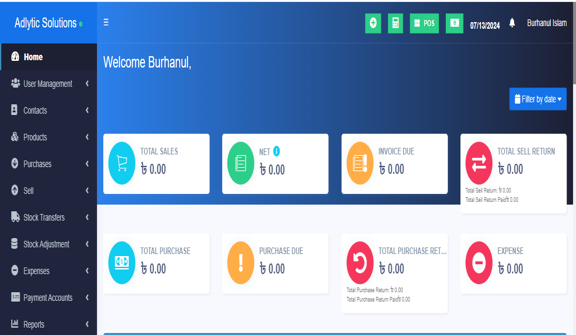 Adlytic Solutions
POS
07/13/2024
Burhanul Islam
Home
User Management
Contacts
Products
Purchases
Sell
Stock Transfers
Stock Adjustment
Expenses
Payment Accounts
Reports
Welcome Burhanul,
Filter by date
TOTAL SALES
৳ 0.00
NET i
৳ 0.00
INVOICE DUE
৳ 0.00
TOTAL SELL RETURN
৳ 0.00
Total Sell Return: ৳ 0.00
Total Sell Return Paid৳ 0.00
TOTAL PURCHASE
৳ 0.00
PURCHASE DUE
৳ 0.00
TOTAL PURCHASE RET...
৳ 0.00
Total Purchase Return: ৳ 0.00
Total Purchase Return Paid৳ 0.00
EXPENSE
৳ 0.00